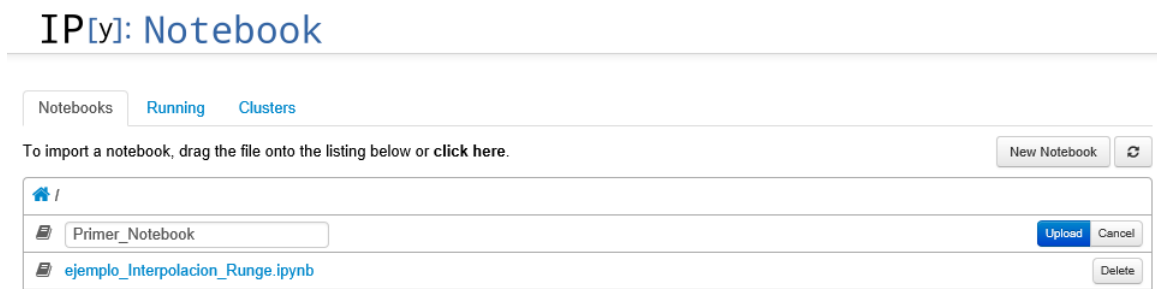 IP[y]: Notebook
Notebooks Running Clusters
To import a notebook, drag the file onto the listing below or click here.
New Notebook
/
Primer_Notebook Upload Cancel
ejemplo_Interpolacion_Runge.ipynb Delete